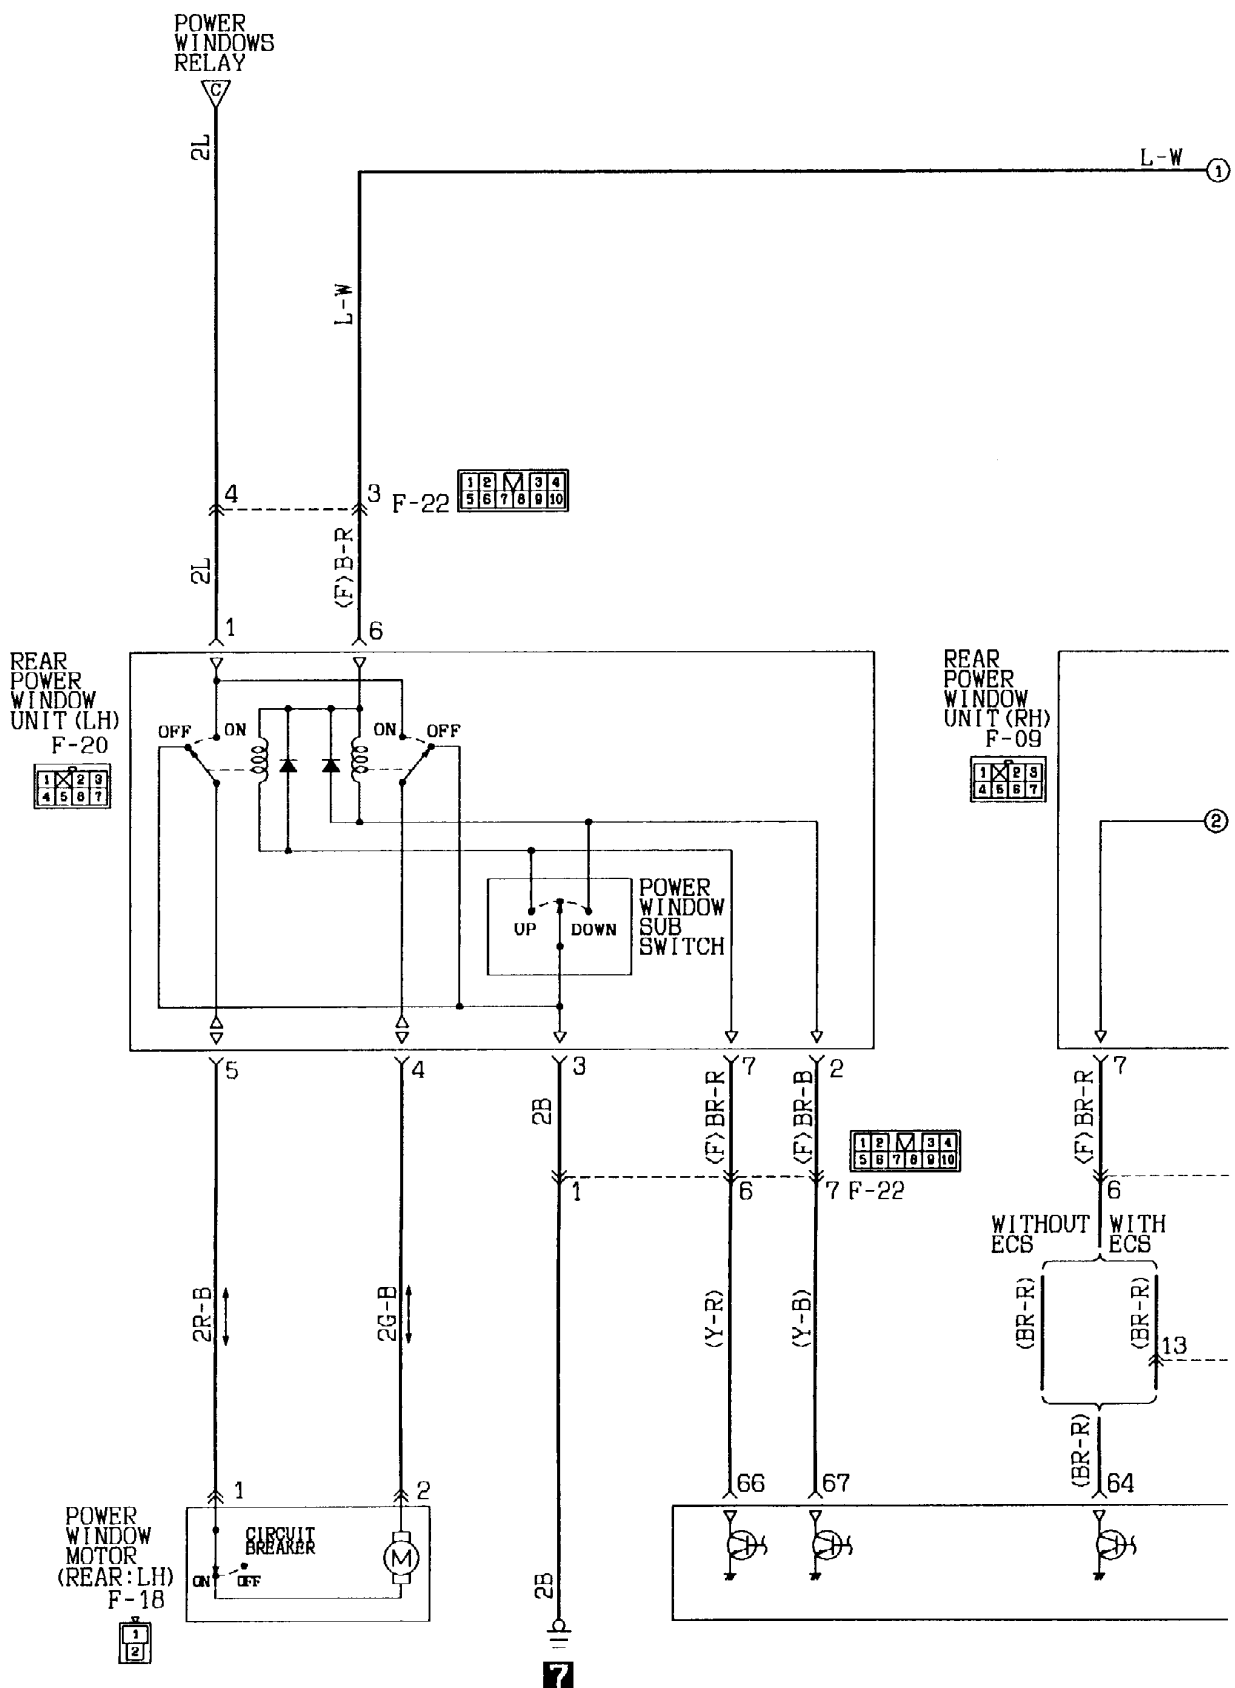 POWER
WINDOWS
RELAY
C
2L
L-W
1
L-W
4
3
F-22
1 2 3 4
5 6 7 8 9 10
2L
(F)B-R
1
6
REAR
POWER
WINDOW
UNIT(LH)
F-20
1 2 3
4 5 6 7
OFF
ON
ON
OFF
REAR
POWER
WINDOW
UNIT(RH)
F-09
1 2 3
4 5 6 7
2
POWER
WINDOW
SUB
SWITCH
UP
DOWN
5
4
3
7
2
7
2B
(F)BR-R
(F)BR-B
(F)BR-R
1 2 3 4
5 6 7 8 9 10
1
6
7
F-22
6
WITHOUT
ECS
WITH
ECS
2R-B
2G-B
(Y-R)
(Y-B)
(BR-R)
(BR-R)
13
(BR-R)
1
2
66
67
64
POWER
WINDOW
MOTOR
(REAR:LH)
F-18
1
2
CIRCUIT
BREAKER
ON
OFF
M
2B
7